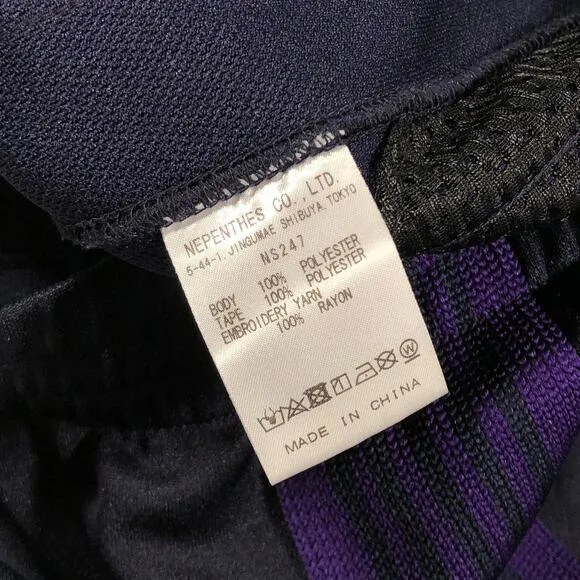 NEPENTHES CO.,LTD.
5-44-1, JINGUMAE SHIBUYA, TOKYO
NS247
BODY 100% POLYESTER
TAPE 100% POLYESTER
EMBROIDERY YARN
100% RAYON
W
MADE IN CHINA